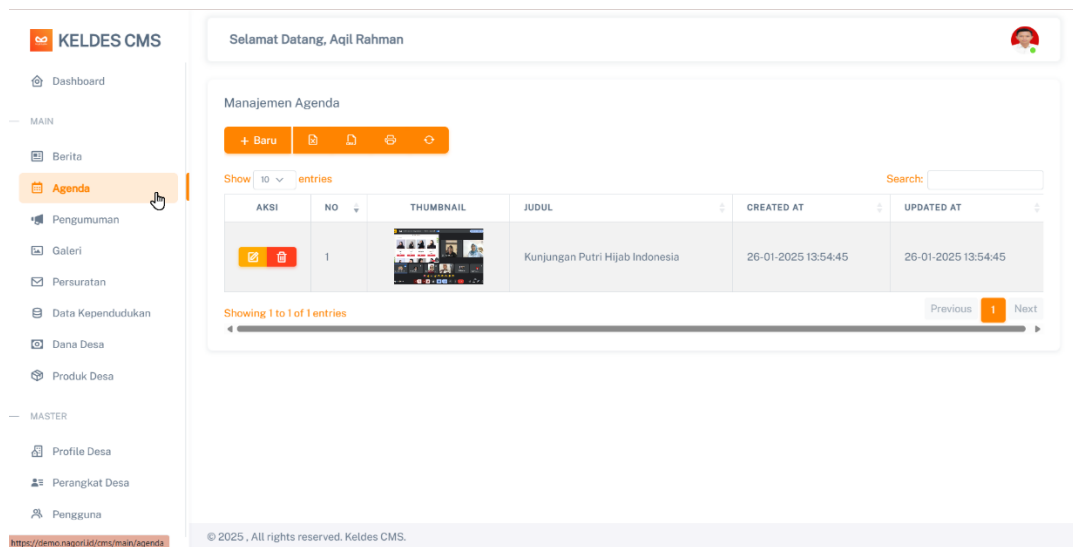 KELDES CMS
Selamat Datang, Aqil Rahman
Dashboard
MAIN
Berita
Agenda
Pengumuman
Galeri
Persuratan
Data Kependudukan
Dana Desa
Produk Desa
MASTER
Profile Desa
Perangkat Desa
Pengguna
https://demo.nagori.id/cms/main/agenda
Manajemen Agenda
+ Baru
Show 10 entries
Search:
AKSI NO THUMBNAIL JUDUL CREATED AT UPDATED AT
1 Kunjungan Putri Hijab Indonesia 26-01-2025 13:54:45 26-01-2025 13:54:45
Showing 1 to 1 of 1 entries
Previous 1 Next
© 2025 , All rights reserved. Keldes CMS.